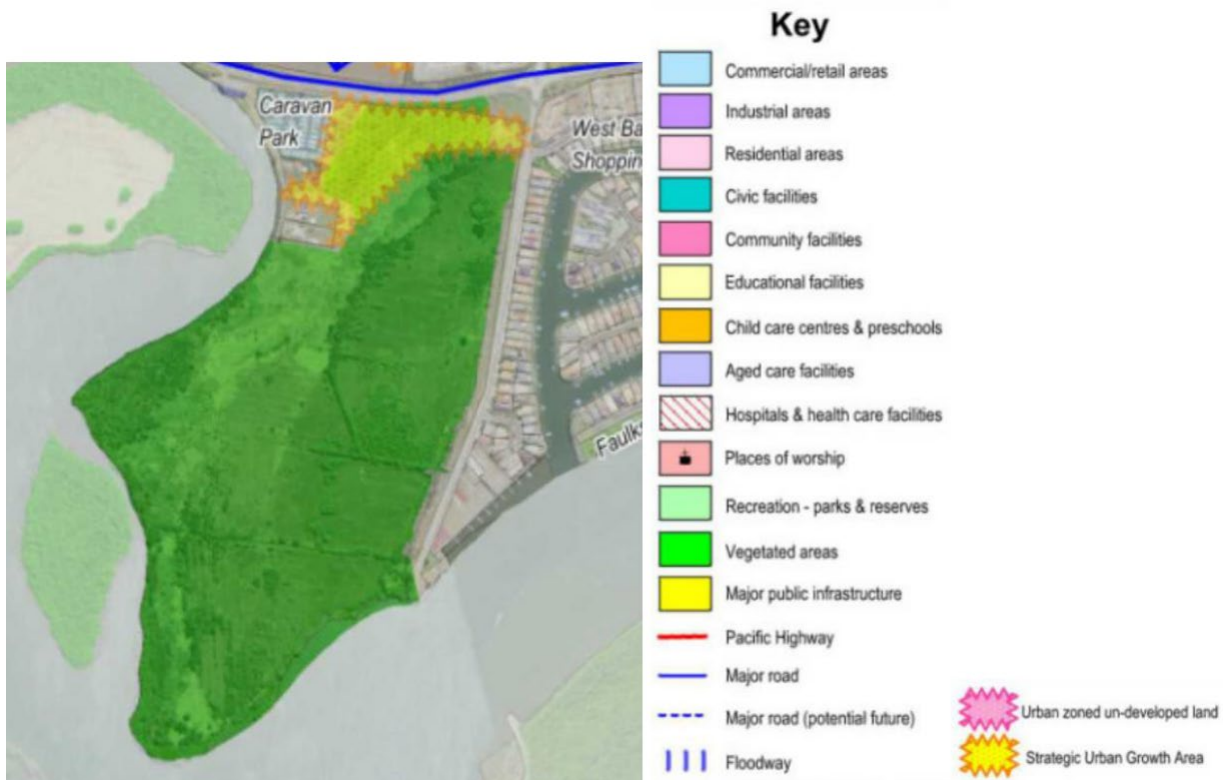 Key
Caravan
Park
West Ba
Shoppin
Faulk
Commercial/retail areas
Industrial areas
Residential areas
Civic facilities
Community facilities
Educational facilities
Child care centres & preschools
Aged care facilities
Hospitals & health care facilities
Places of worship
Recreation - parks & reserves
Vegetated areas
Major public infrastructure
Pacific Highway
Major road
Major road (potential future)
Floodway
Urban zoned un-developed land
Strategic Urban Growth Area